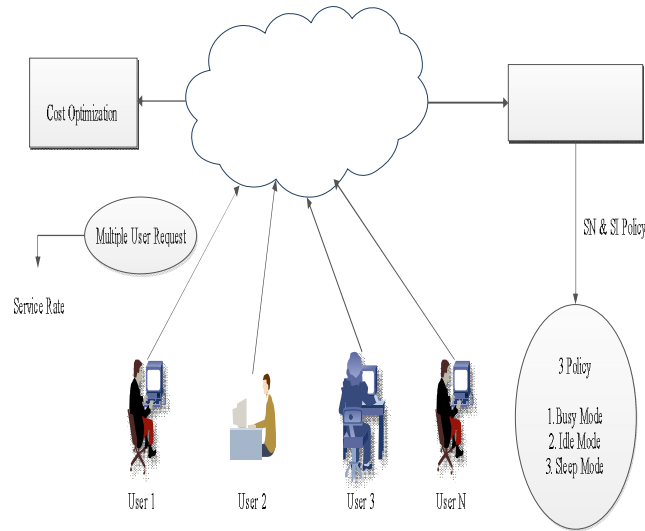 Cost Optimization
Multiple User Request
SN & SI Policy
Service Rate
3 Policy
1. Busy Mode
2. Idle Mode
3. Sleep Mode
User 1
User 2
User 3
User N